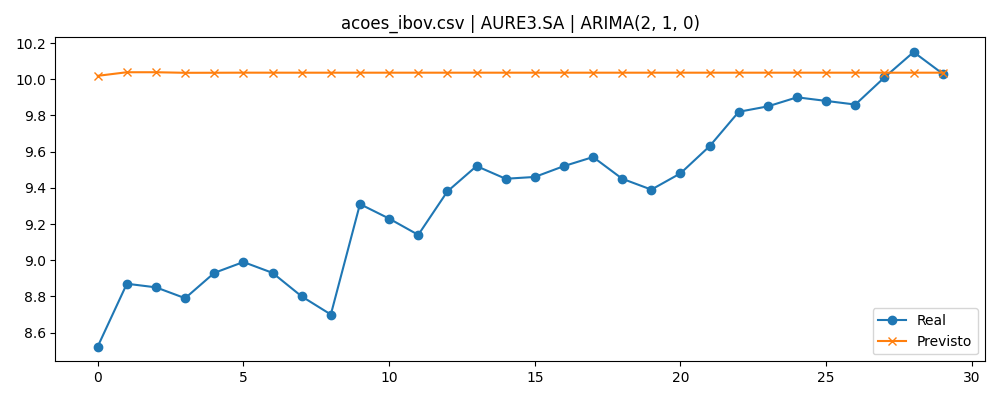 acoes_ibov.csv | AURE3.SA | ARIMA(2, 1, 0)
10.2
10.0
9.8
9.6
9.4
9.2
9.0
8.8
8.6
Real
Previsto
0 5 10 15 20 25 30